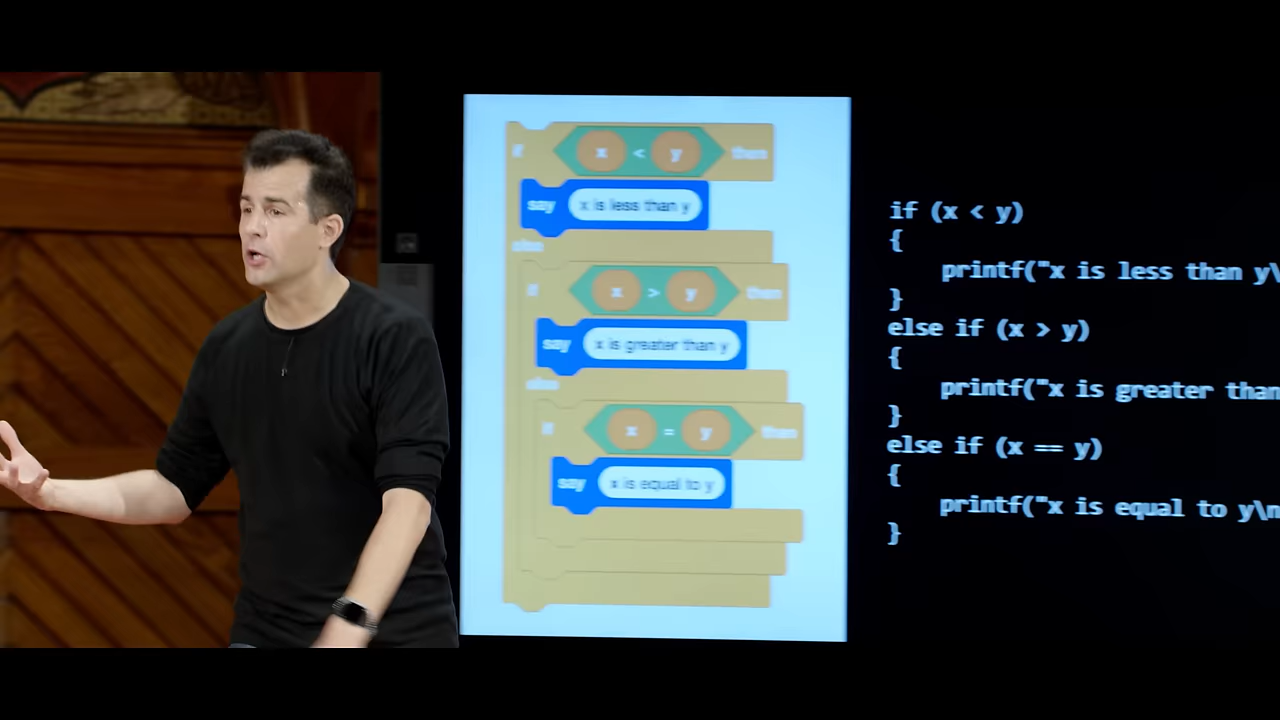 if x < y then
say x is less than y
else
if x > y then
say x is greater than y
else
if x = y then
say x is equal to y
if (x < y)
{
printf("x is less than y\
}
else if (x > y)
{
printf("x is greater than
}
else if (x == y)
{
printf("x is equal to y\n
}